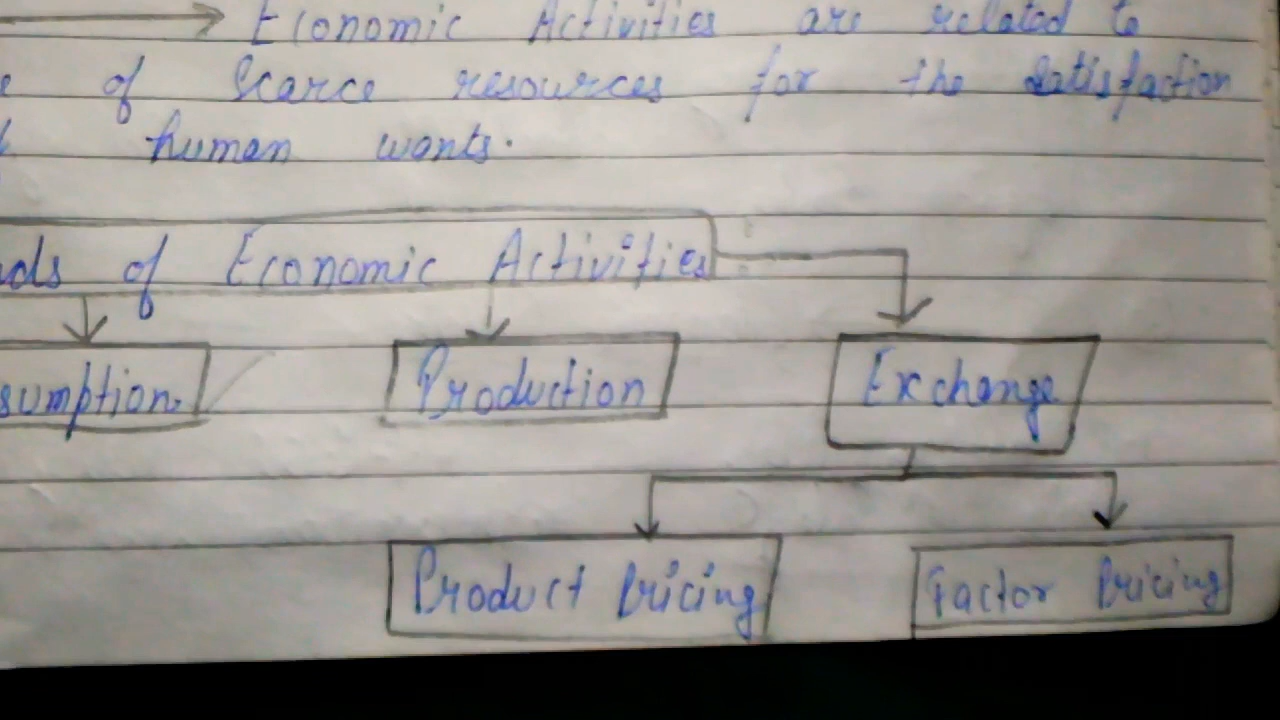 Economic Activities are related to
of Scarce resources for the Satisfaction
human wants.
of Economic Activities
sumption. Production Exchange
Product Pricing Factor Pricing